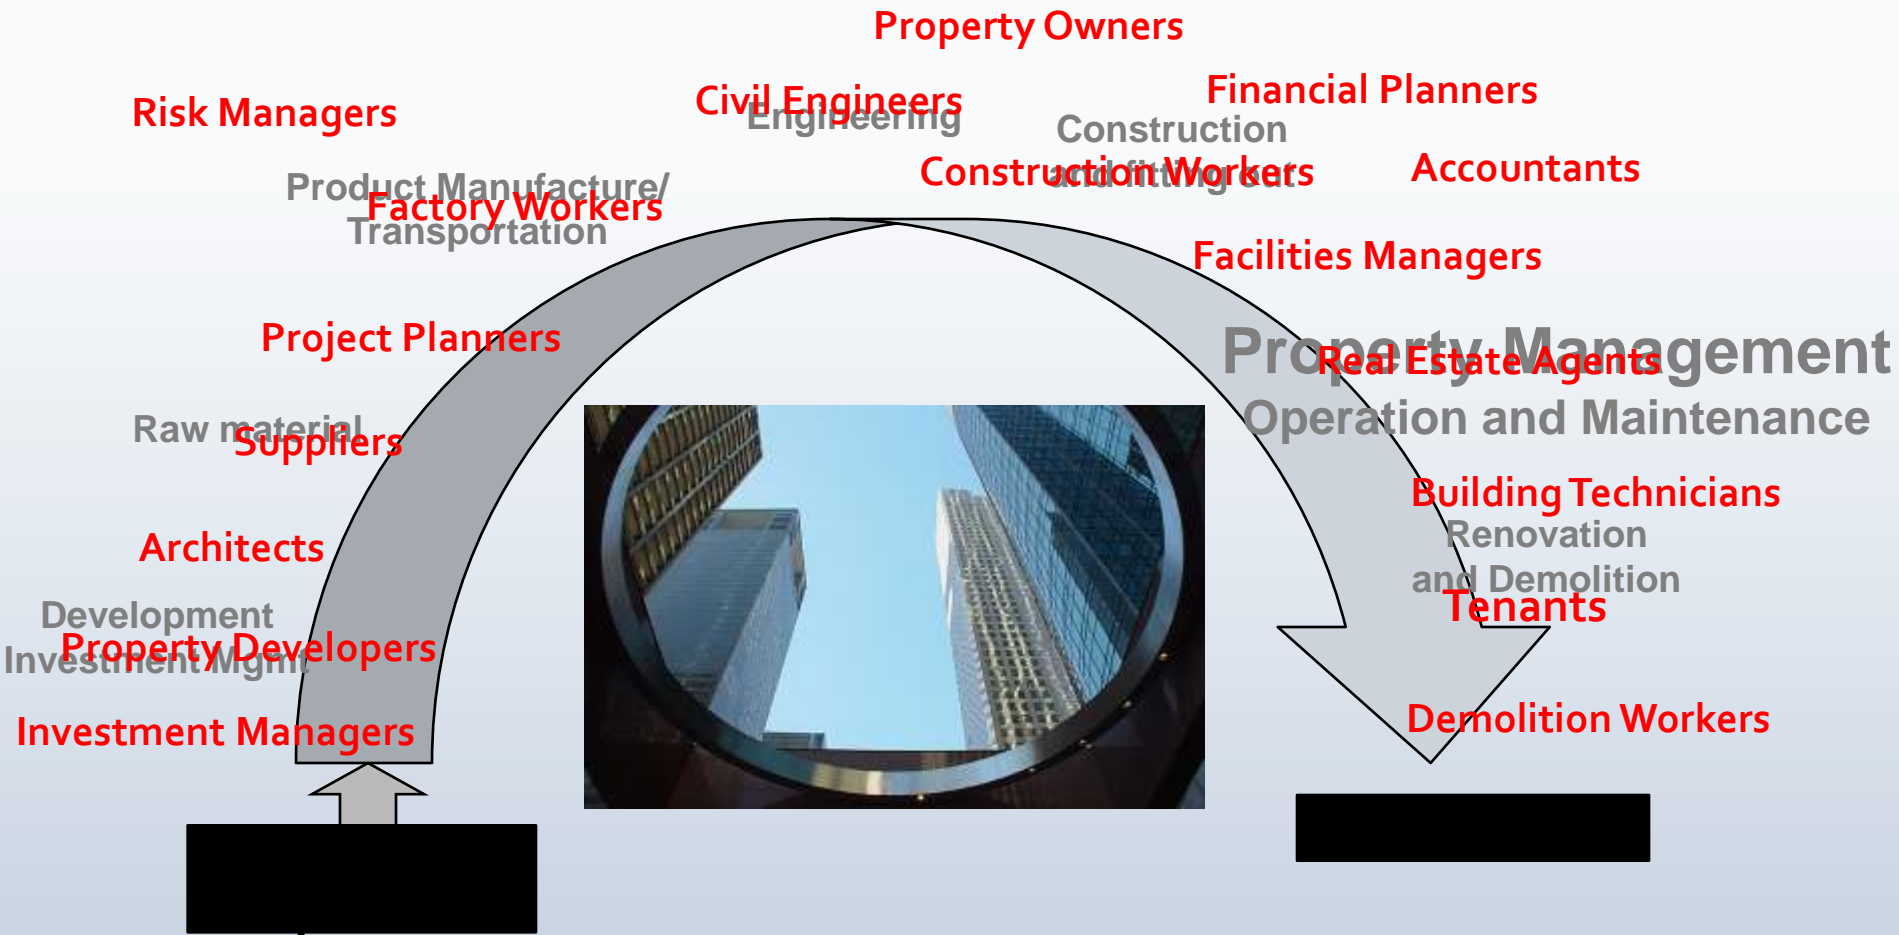 Property Owners
Risk Managers
Civil Engineers
Engineering
Financial Planners
Construction
and fitting out
Construction Workers
Accountants
Product Manufacture/
Transportation
Factory Workers
Facilities Managers
Project Planners
Property Management
Real Estate Agents
Operation and Maintenance
Raw material
Suppliers
Building Technicians
Renovation
and Demolition
Architects
Tenants
Development
Investment Mgmt
Property Developers
Investment Managers
Demolition Workers